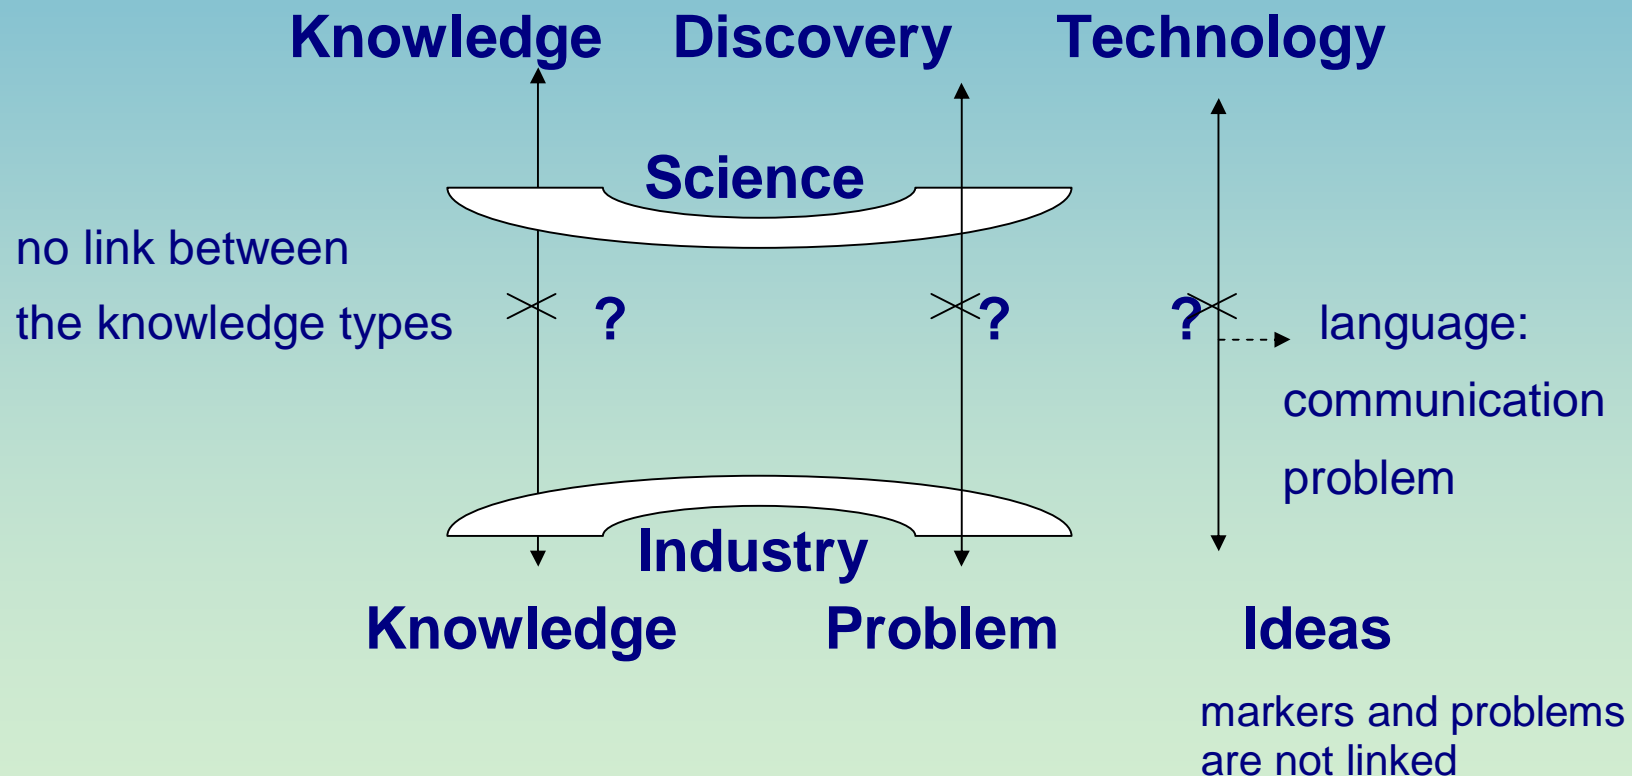 Knowledge Discovery Technology
Science
no link between
the knowledge types
? ? ?
language:
communication
problem
Industry
Knowledge Problem Ideas
markers and problems
are not linked